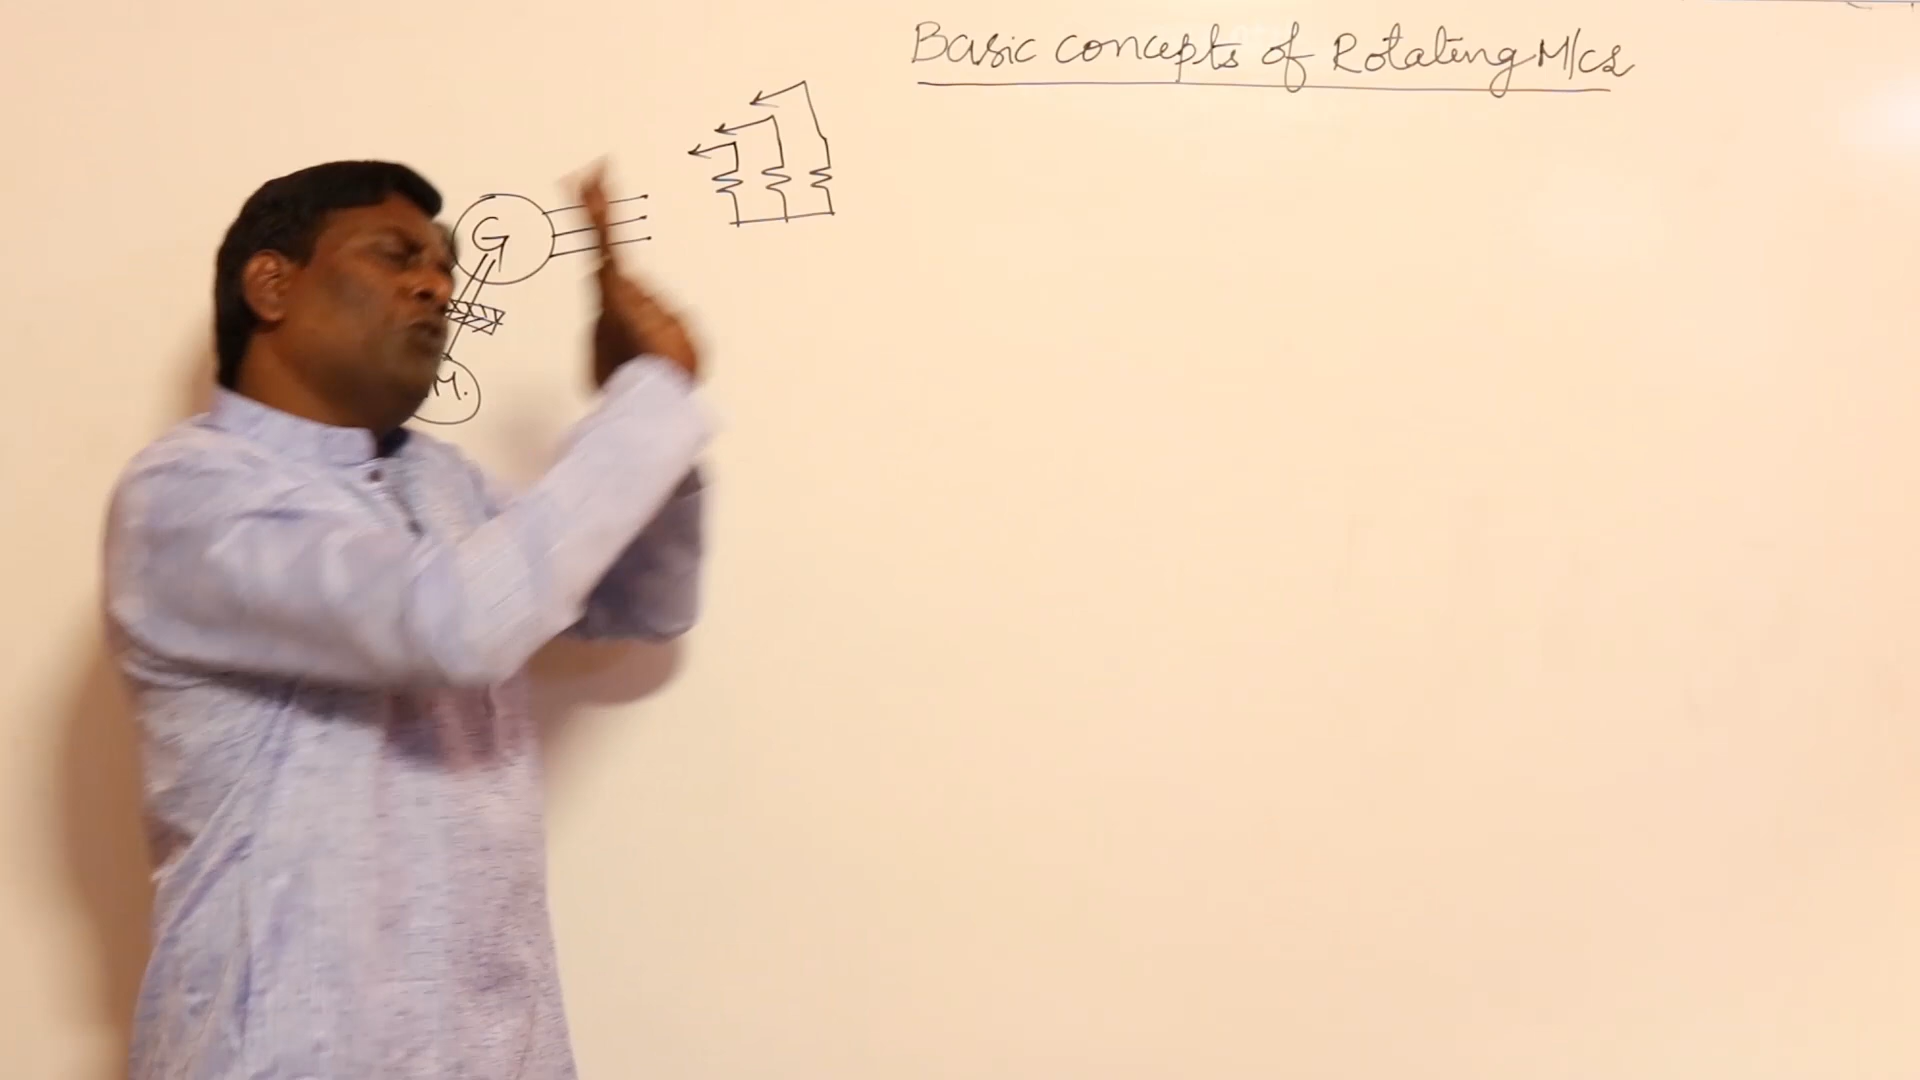 Basic concepts of Rotating M/cs
G
M.